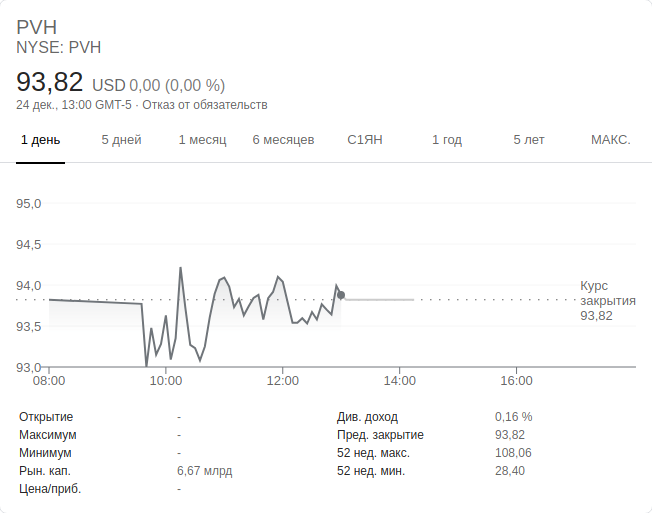 PVH
NYSE: PVH
93,82 USD 0,00 (0,00 %)
24 дек., 13:00 GMT-5 · Отказ от обязательств
1 день 5 дней 1 месяц 6 месяцев С1ЯН 1 год 5 лет МАКС.
95,0
94,5
94,0
93,5
93,0
Курс
закрытия
93,82
08:00 10:00 12:00 14:00 16:00
Открытие - Див. доход 0,16 %
Максимум - Пред. закрытие 93,82
Минимум - 52 нед. макс. 108,06
Рын. кап. 6,67 млрд 52 нед. мин. 28,40
Цена/приб. -